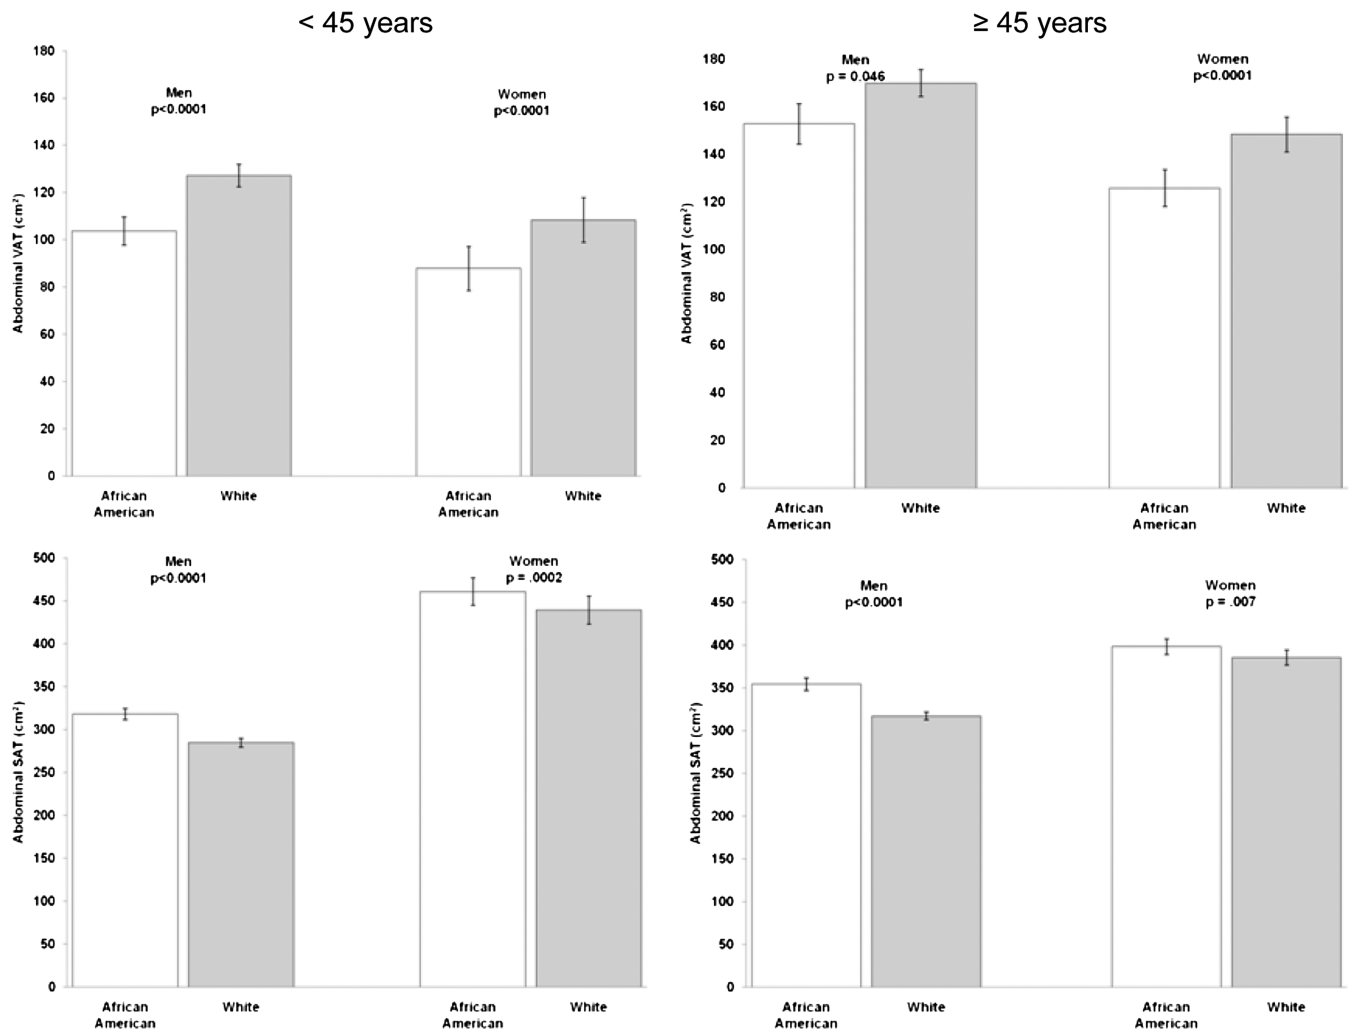 < 45 years
≥ 45 years
180
160
140
120
100
80
60
40
20
0
Abdominal VAT (cm²)
Men
p<0.0001
Women
p<0.0001
African
American
White
African
American
White
180
160
140
120
100
80
60
40
20
0
Abdominal VAT (cm²)
Men
p = 0.046
Women
p<0.0001
African
American
White
African
American
White
500
450
400
350
300
250
200
150
100
50
0
Abdominal SAT (cm²)
Men
p<0.0001
Women
p = .0002
African
American
White
African
American
White
500
450
400
350
300
250
200
150
100
50
0
Abdominal SAT (cm²)
Men
p<0.0001
Women
p = .007
African
American
White
African
American
White